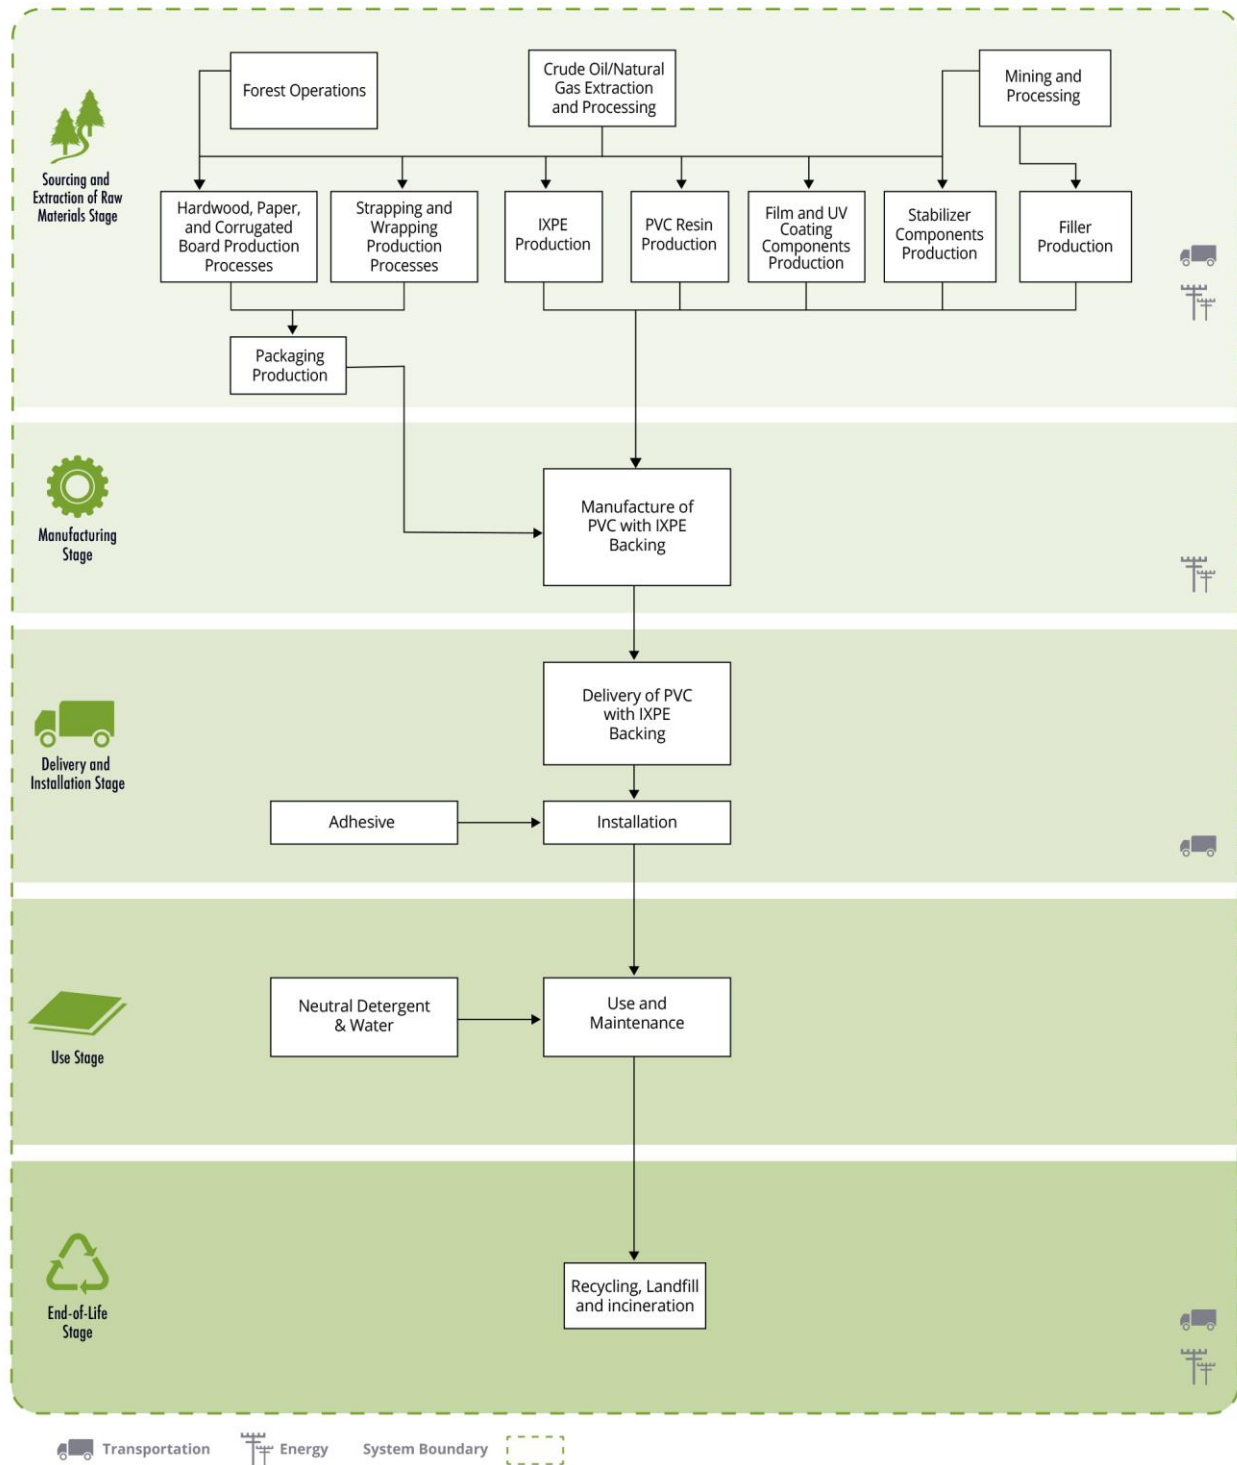 Forest Operations
Crude Oil/Natural
Gas Extraction
and Processing
Mining and
Processing
Sourcing and
Extraction of Raw
Materials Stage
Hardwood, Paper,
and Corrugated
Board Production
Processes
Strapping and
Wrapping
Production
Processes
IXPE
Production
PVC Resin
Production
Film and UV
Coating
Components
Production
Stabilizer
Components
Production
Filler
Production
Packaging
Production
Manufacturing
Stage
Manufacture of
PVC with IXPE
Backing
Delivery and
Installation Stage
Delivery of PVC
with IXPE
Backing
Adhesive
Installation
Use Stage
Neutral Detergent
& Water
Use and
Maintenance
End-of-Life
Stage
Recycling, Landfill
and incineration
Transportation
Energy
System Boundary